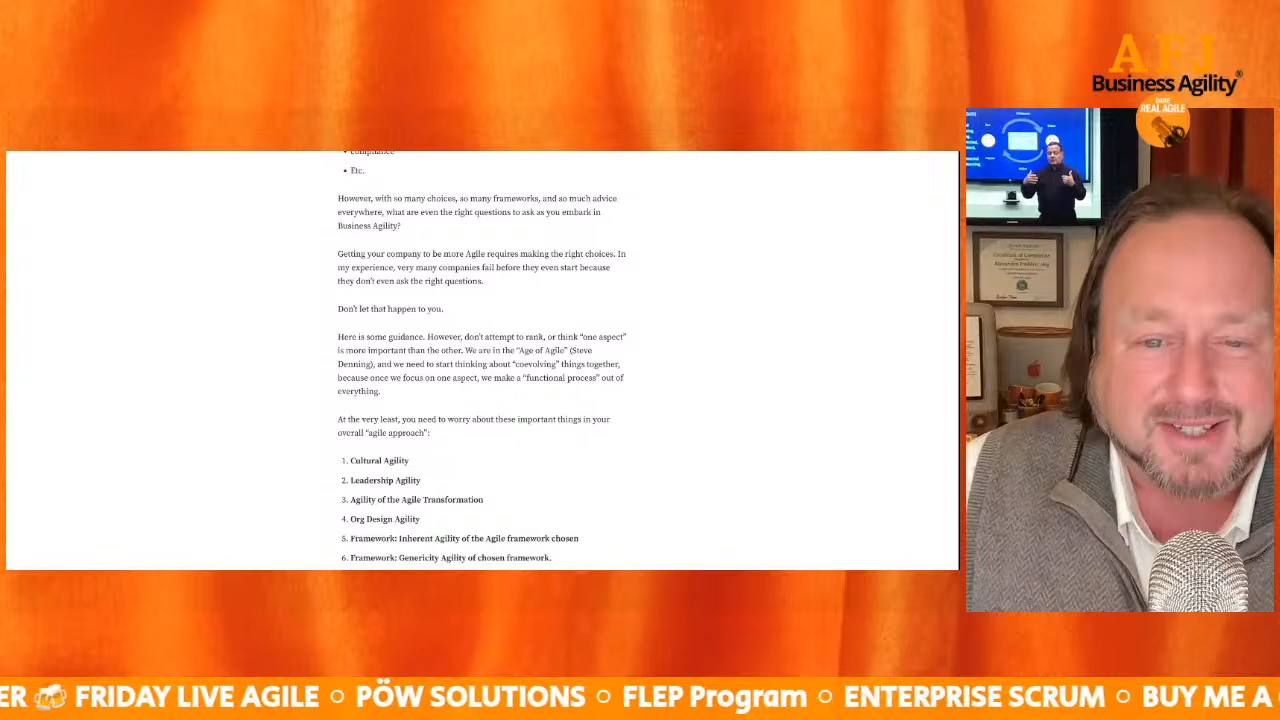 AFJ
Business Agility®
DARE
REAL AGILE
• compliance
• Etc.
However, with so many choices, so many frameworks, and so much advice
everywhere, what are even the right questions to ask as you embark in
Business Agility?
Getting your company to be more Agile requires making the right choices. In
my experience, very many companies fail before they even start because
they don't even ask the right questions.
Don't let that happen to you.
Here is some guidance. However, don't attempt to rank, or think “one aspect”
is more important than the other. We are in the “Age of Agile” (Steve
Denning), and we need to start thinking about “coevolving” things together,
because once we focus on one aspect, we make a “functional process” out of
everything.
At the very least, you need to worry about these important things in your
overall “agile approach”:
1. Cultural Agility
2. Leadership Agility
3. Agility of the Agile Transformation
4. Org Design Agility
5. Framework: Inherent Agility of the Agile framework chosen
6. Framework: Genericity Agility of chosen framework.
Certificate of Completion
ER 🍻 FRIDAY LIVE AGILE ○ PÖW SOLUTIONS ○ FLEP Program ○ ENTERPRISE SCRUM ○ BUY ME A